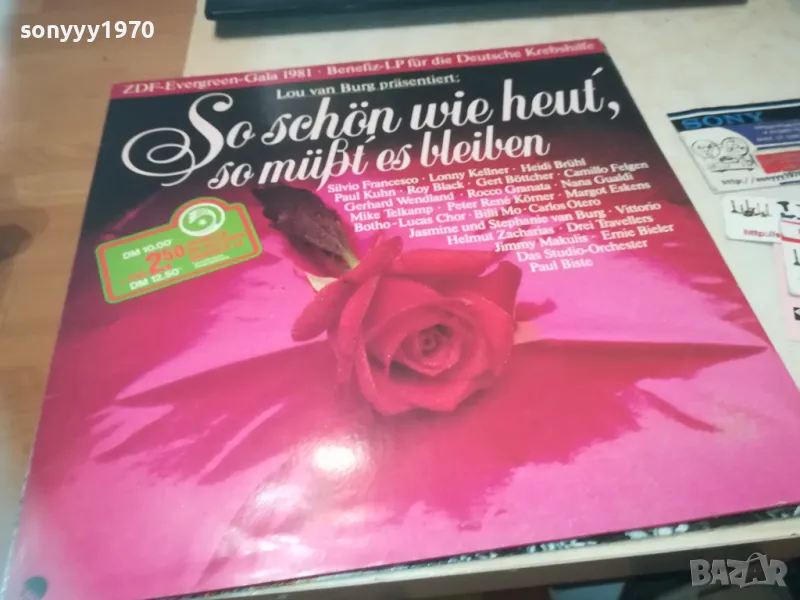 sonyyy1970
ZDF-Evergreen-Gala 1981 · Benefiz-LP für die Deutsche Krebshilfe
Lou van Burg präsentiert:
So schön wie heut',
so müßt' es bleiben
Silvio Francesco · Lonny Kellner · Heidi Brühl
Paul Kuhn · Roy Black · Gert Böttcher · Camillo Felgen
Gerhard Wendland · Rocco Granata · Nana Gualdi
Mike Telkamp · Peter René Körner · Margot Eskens
Botho-Lucas Chor · Billi Mo · Carlos Otero
Jasmine und Stephanie van Burg · Vittorio
Helmut Zacharias · Drei Travellers
Jimmy Makulis · Ernie Bieler
Das Studio-Orchester
Paul Biste
DM 10.00
2.50
DM 12.50
SONY
BAZAR